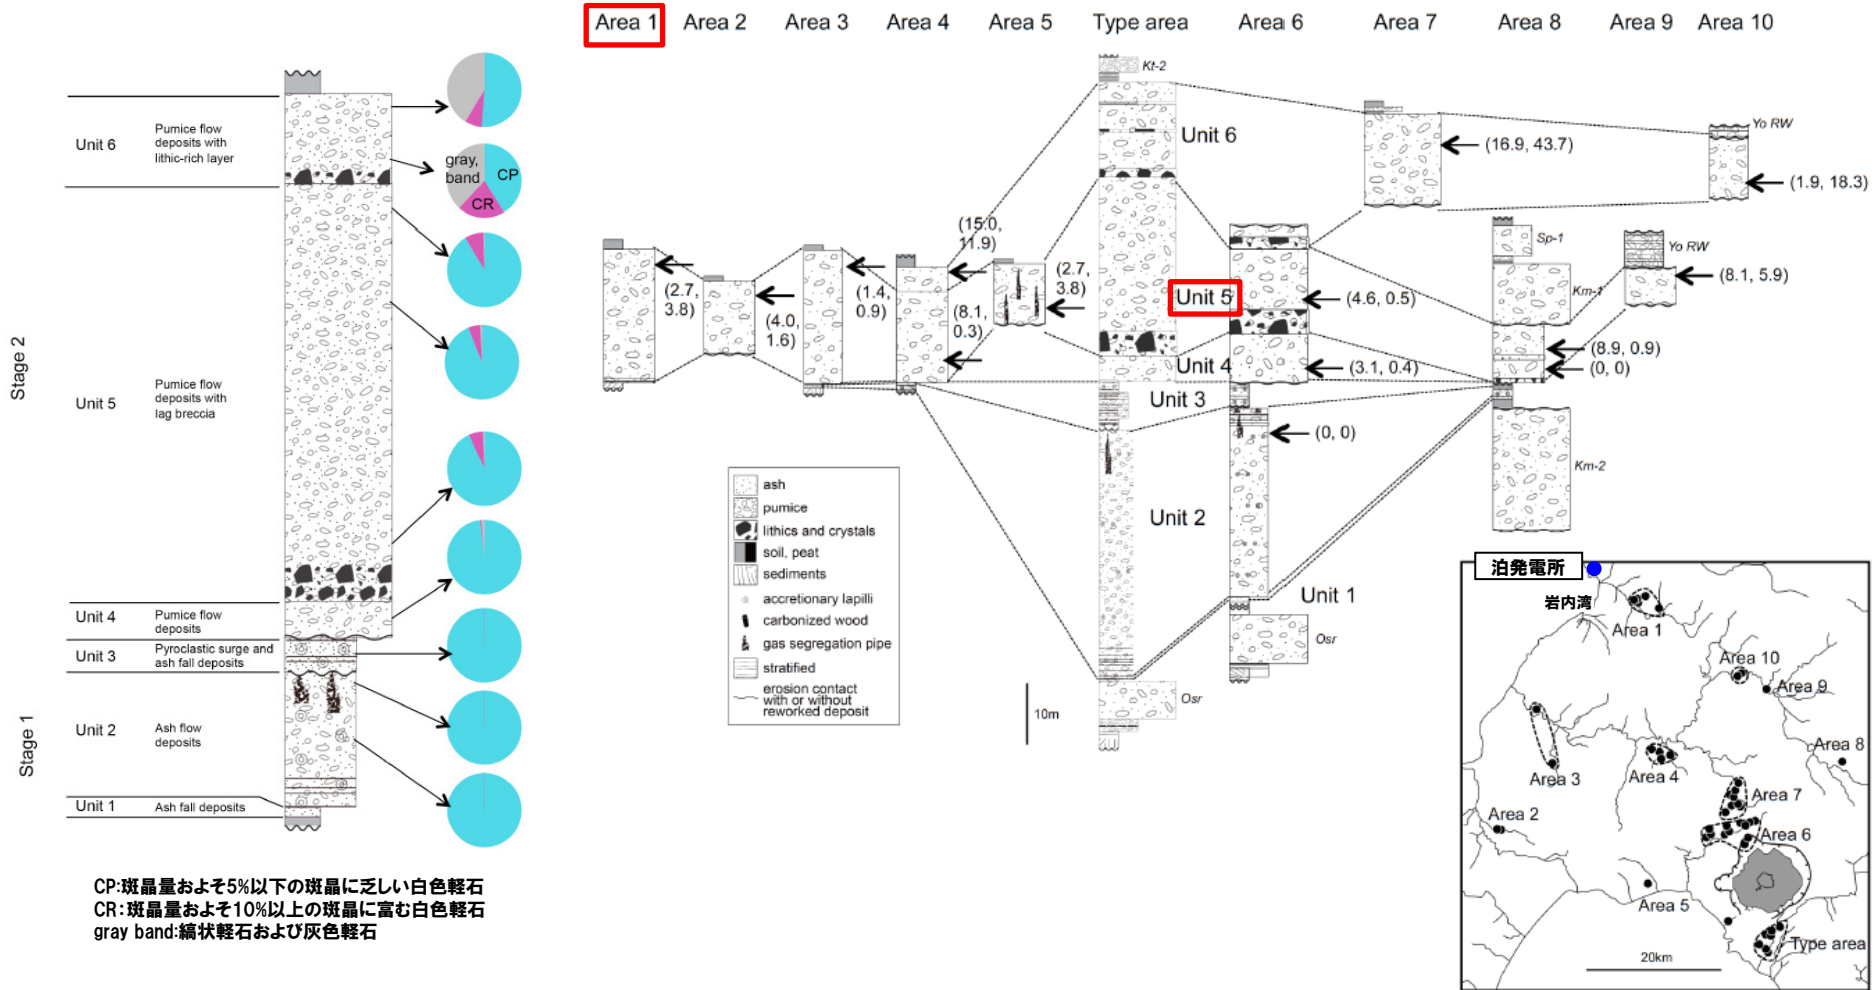 Area 1
Area 2
Area 3
Area 4
Area 5
Type area
Area 6
Area 7
Area 8
Area 9
Area 10
Stage 2
Stage 1
Unit 6
Pumice flow
deposits with
lithic-rich layer
Unit 5
Pumice flow
deposits with
lag breccia
Unit 4
Pumice flow
deposits
Unit 3
Pyroclastic surge and
ash fall deposits
Unit 2
Ash flow
deposits
Unit 1
Ash fall deposits
gray,
band
CP
CR
CP:斑晶量およそ5%以下の斑晶に乏しい白色軽石
CR:斑晶量およそ10%以上の斑晶に富む白色軽石
gray band:縞状軽石および灰色軽石
(2.7,
3.8)
(4.0,
1.6)
(1.4,
0.9)
(15.0,
11.9)
(8.1,
0.3)
(2.7,
3.8)
Kt-2
Unit 6
Unit 5
Unit 4
Unit 3
Unit 2
Unit 1
Osr
(4.6, 0.5)
(3.1, 0.4)
(0, 0)
Osr
(16.9, 43.7)
Sp-1
Km-1
(8.9, 0.9)
(0, 0)
Km-2
Yo RW
(8.1, 5.9)
Yo RW
(1.9, 18.3)
ash
pumice
lithics and crystals
soil, peat
sediments
accretionary lapilli
carbonized wood
gas segregation pipe
stratified
erosion contact
with or without
reworked deposit
10m
泊発電所
岩内湾
Area 1
Area 10
Area 9
Area 8
Area 3
Area 4
Area 7
Area 2
Area 6
Area 5
Type area
20km